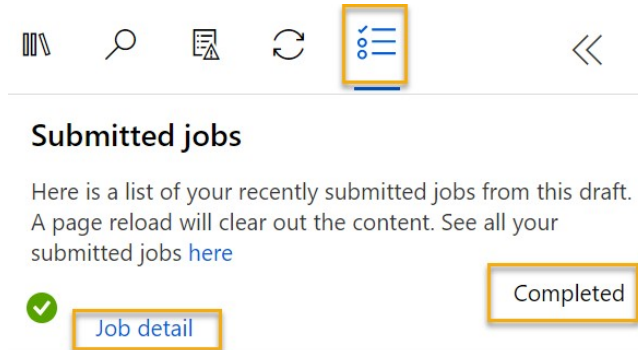 Submitted jobs
Here is a list of your recently submitted jobs from this draft.
A page reload will clear out the content. See all your
submitted jobs here
Completed
Job detail